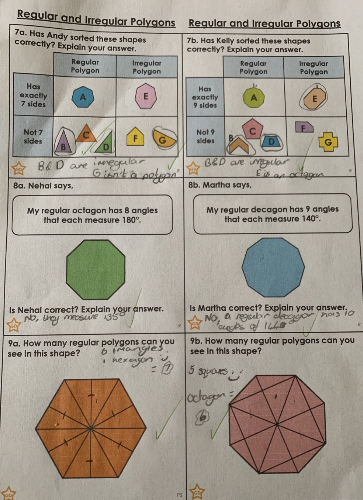 Regular and Irregular Polygons
Regular and Irregular Polygons
7a. Has Andy sorted these shapes
correctly? Explain your answer.
Regular
Polygon
Irregular
Polygon
Has
exactly
7 sides
A
E
Not 7
sides
B
C
D
F
G
B & D are irregular
G isn't a polygon
7b. Has Kelly sorted these shapes
correctly? Explain your answer.
Regular
Polygon
Irregular
Polygon
Has
exactly
9 sides
A
E
Not 9
sides
B
C
D
F
G
B & D are irregular
E is an octagon
8a. Nehal says,
My regular octagon has 8 angles
that each measure 180°.
Is Nehal correct? Explain your answer.
No, they measure 135°
8b. Martha says,
My regular decagon has 9 angles
that each measure 140°.
Is Martha correct? Explain your answer.
No, a regular decagon has 10
angles of 144°
9a. How many regular polygons can you
see in this shape?
6 triangles
1 hexagon
= 7
9b. How many regular polygons can you
see in this shape?
5 squares
octagon =
6